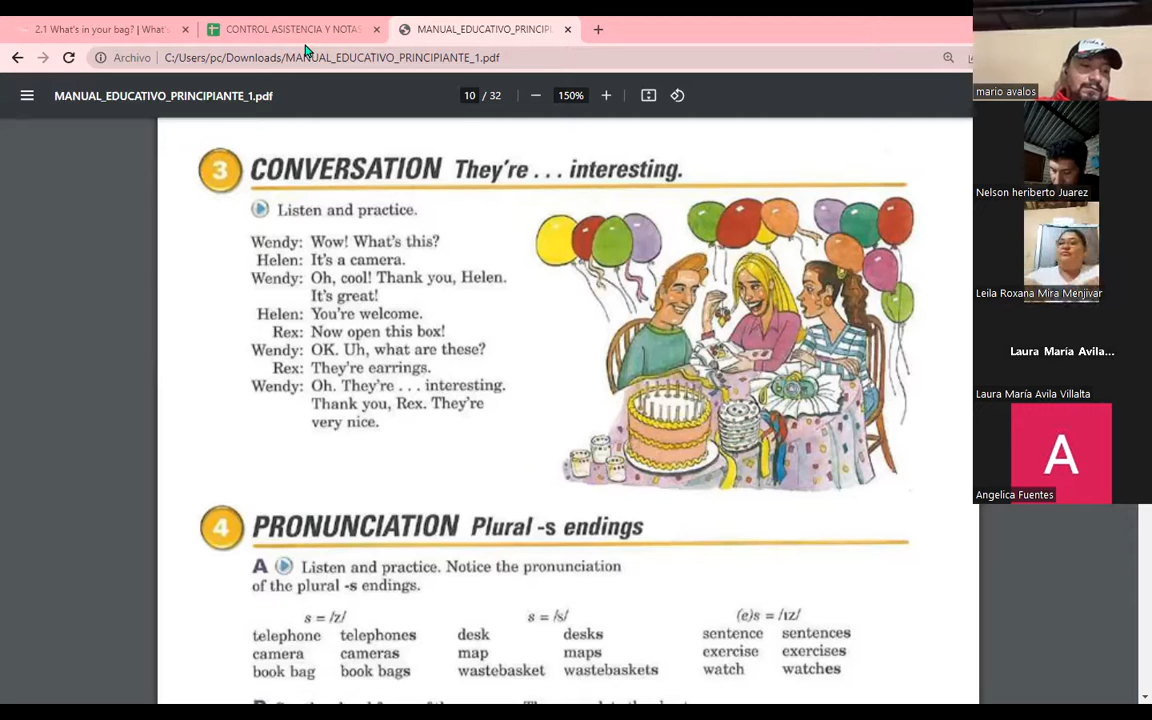 2.1 What's in your bag? | What's
CONTROL ASISTENCIA Y NOTAS
MANUAL_EDUCATIVO_PRINCIPI
Archivo
C:/Users/pc/Downloads/MANUAL_EDUCATIVO_PRINCIPIANTE_1.pdf
MANUAL_EDUCATIVO_PRINCIPIANTE_1.pdf
10 / 32
150%
3 CONVERSATION They're . . . interesting.
Listen and practice.
Wendy: Wow! What's this?
Helen: It's a camera.
Wendy: Oh, cool! Thank you, Helen.
It's great!
Helen: You're welcome.
Rex: Now open this box!
Wendy: OK. Uh, what are these?
Rex: They're earrings.
Wendy: Oh. They're . . . interesting.
Thank you, Rex. They're
very nice.
4 PRONUNCIATION Plural -s endings
A Listen and practice. Notice the pronunciation
of the plural -s endings.
s = /z/ s = /s/ (e)s = /ɪz/
telephone telephones desk desks sentence sentences
camera cameras map maps exercise exercises
book bag book bags wastebasket wastebaskets watch watches
mario avalos
Nelson heriberto Juarez
Leila Roxana Mira Menjivar
Laura María Avila...
Laura María Avila Villalta
A
Angelica Fuentes